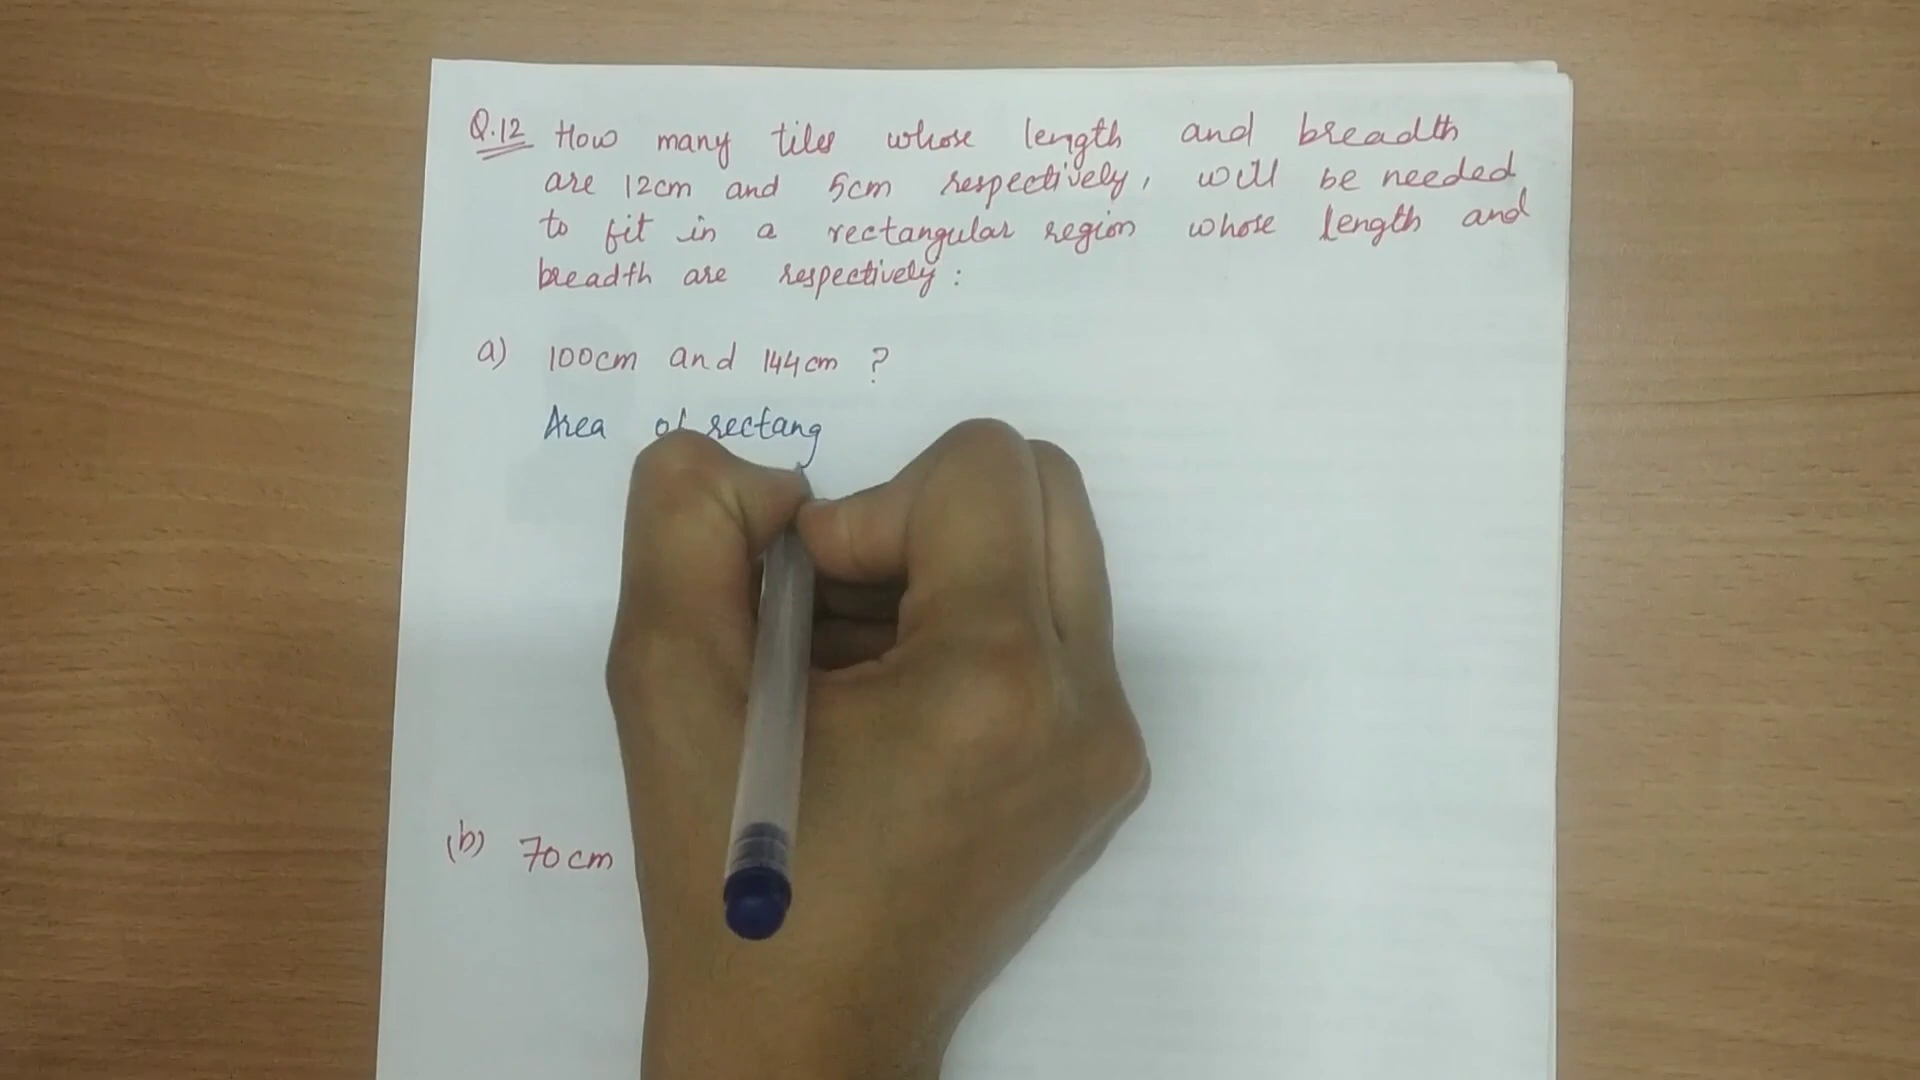 Q.12 How many tiles whose length and breadth
are 12cm and 5cm respectively, will be needed
to fit in a rectangular region whose length and
breadth are respectively:
a) 100cm and 144cm ?
Area of rectang
(b) 70cm